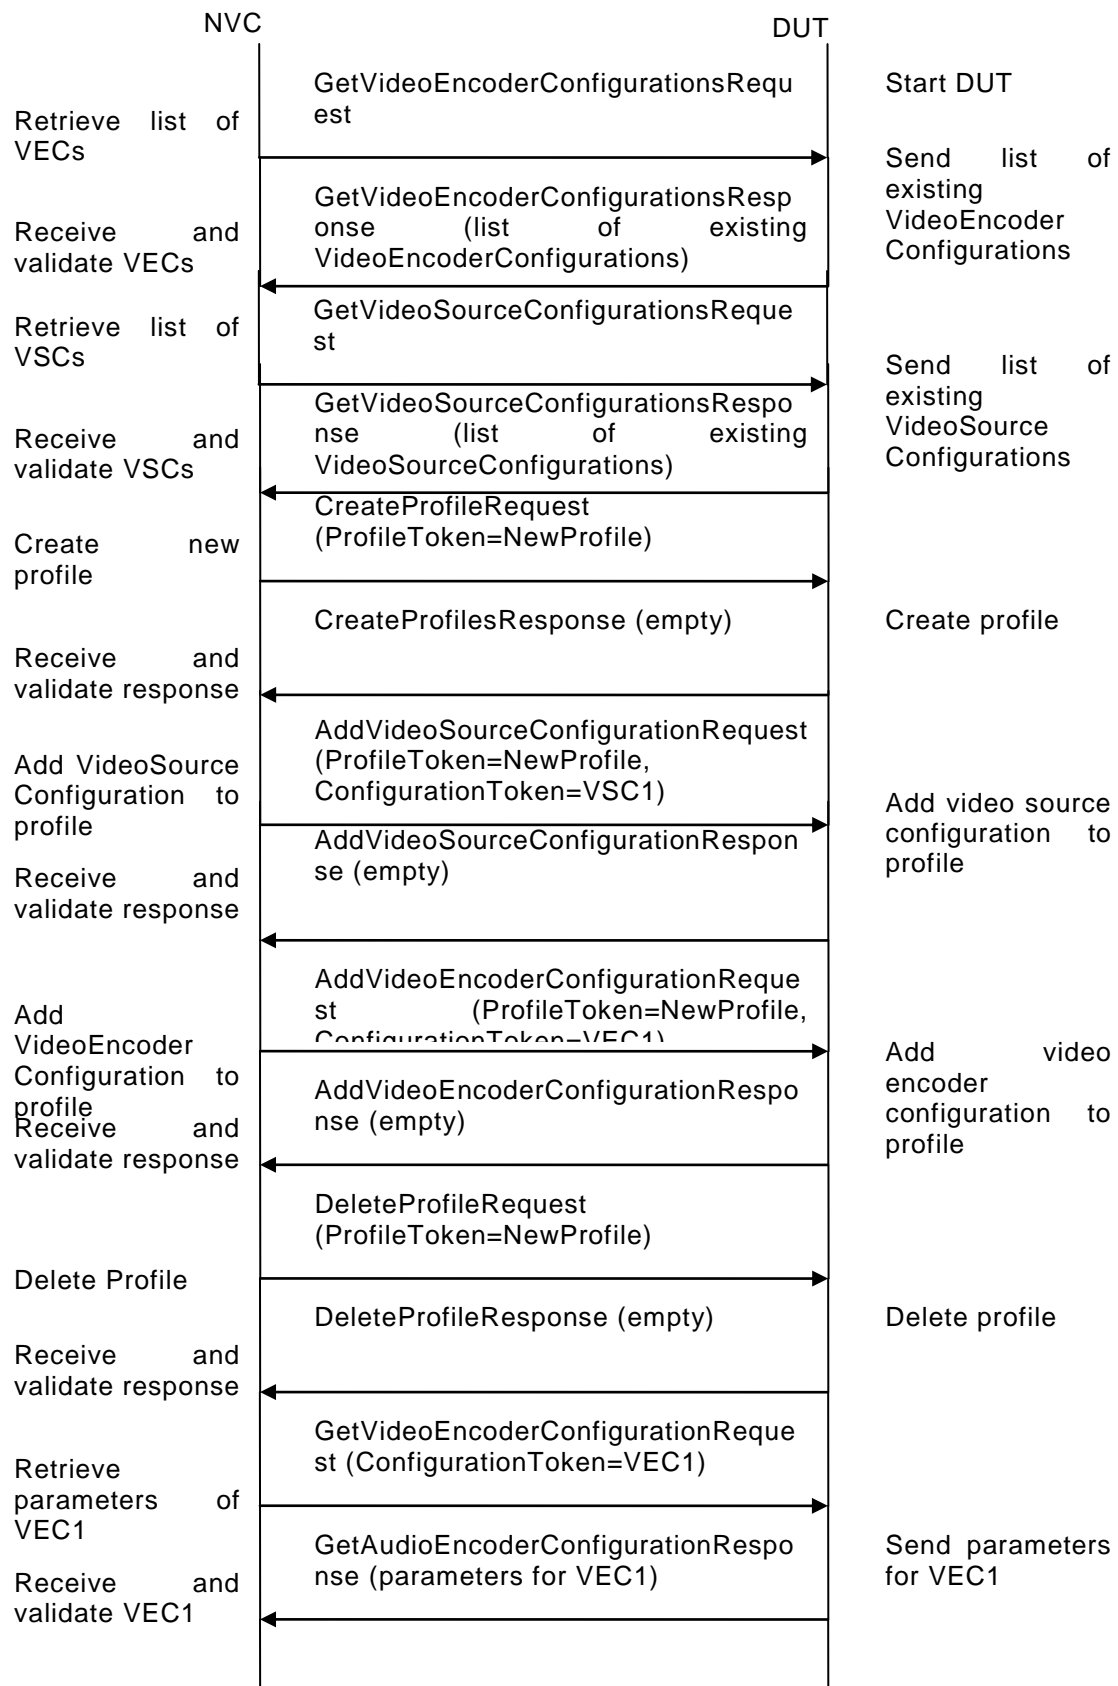 NVC
DUT
GetVideoEncoderConfigurationsRequ
est
Start DUT
Retrieve list of
VECs
Send list of
existing
VideoEncoder
Configurations
GetVideoEncoderConfigurationsResp
onse (list of existing
VideoEncoderConfigurations)
Receive and
validate VECs
GetVideoSourceConfigurationsReque
st
Retrieve list of
VSCs
Send list of
existing
VideoSource
Configurations
GetVideoSourceConfigurationsRespo
nse (list of existing
VideoSourceConfigurations)
Receive and
validate VSCs
CreateProfileRequest
(ProfileToken=NewProfile)
Create new
profile
CreateProfilesResponse (empty)
Create profile
Receive and
validate response
AddVideoSourceConfigurationRequest
(ProfileToken=NewProfile,
ConfigurationToken=VSC1)
Add VideoSource
Configuration to
profile
Add video source
configuration to
profile
AddVideoSourceConfigurationRespon
se (empty)
Receive and
validate response
AddVideoEncoderConfigurationReque
st (ProfileToken=NewProfile,
ConfigurationToken=VEC1)
Add
VideoEncoder
Configuration to
profile
Add video
encoder
configuration to
profile
AddVideoEncoderConfigurationRespo
nse (empty)
Receive and
validate response
DeleteProfileRequest
(ProfileToken=NewProfile)
Delete Profile
DeleteProfileResponse (empty)
Delete profile
Receive and
validate response
GetVideoEncoderConfigurationReque
st (ConfigurationToken=VEC1)
Retrieve
parameters of
VEC1
GetAudioEncoderConfigurationRespo
nse (parameters for VEC1)
Send parameters
for VEC1
Receive and
validate VEC1